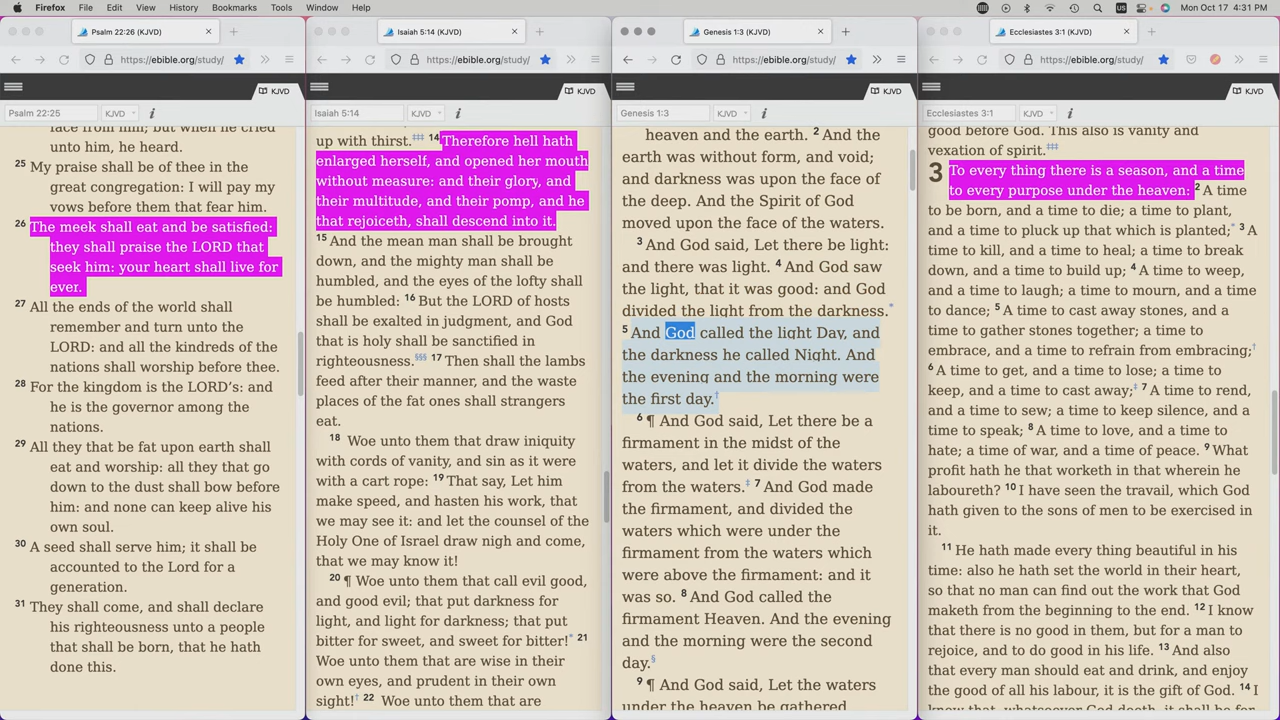 Firefox File Edit View History Bookmarks Profiles Tools Window Help US Mon Oct 17 4:31 PM
Psalm 22:26 (KJVD)
https://ebible.org/study/
KJVD
Psalm 22:25 KJVD i
face from him; but when he cried
unto him, he heard.
25 My praise shall be of thee in the
great congregation: I will pay my
vows before them that fear him.
26 The meek shall eat and be satisfied:
they shall praise the LORD that
seek him: your heart shall live for
ever.
27 All the ends of the world shall
remember and turn unto the
LORD: and all the kindreds of the
nations shall worship before thee.
28 For the kingdom is the LORD’s: and
he is the governor among the
nations.
29 All they that be fat upon earth shall
eat and worship: all they that go
down to the dust shall bow before
him: and none can keep alive his
own soul.
30 A seed shall serve him; it shall be
accounted to the Lord for a
generation.
31 They shall come, and shall declare
his righteousness unto a people
that shall be born, that he hath
done this.
Isaiah 5:14 (KJVD)
https://ebible.org/study/
KJVD
Isaiah 5:14 KJVD i
up with thirst.‡‡‡ 14 Therefore hell hath
enlarged herself, and opened her mouth
without measure: and their glory, and
their multitude, and their pomp, and he
that rejoiceth, shall descend into it.
15 And the mean man shall be brought
down, and the mighty man shall be
humbled, and the eyes of the lofty shall
be humbled: 16 But the LORD of hosts
shall be exalted in judgment, and God
that is holy shall be sanctified in
righteousness.§§§ 17 Then shall the lambs
feed after their manner, and the waste
places of the fat ones shall strangers
eat.
18 Woe unto them that draw iniquity
with cords of vanity, and sin as it were
with a cart rope: 19 That say, Let him
make speed, and hasten his work, that
we may see it: and let the counsel of the
Holy One of Israel draw nigh and come,
that we may know it!
20 ¶ Woe unto them that call evil good,
and good evil; that put darkness for
light, and light for darkness; that put
bitter for sweet, and sweet for bitter!* 21
Woe unto them that are wise in their
own eyes, and prudent in their own
sight!† 22 Woe unto them that are
Genesis 1:3 (KJVD)
https://ebible.org/study/
KJVD
Genesis 1:3 KJVD i
heaven and the earth. 2 And the
earth was without form, and void;
and darkness was upon the face of
the deep. And the Spirit of God
moved upon the face of the waters.
3 And God said, Let there be light:
and there was light. 4 And God saw
the light, that it was good: and God
divided the light from the darkness.*
5 And God called the light Day, and
the darkness he called Night. And
the evening and the morning were
the first day.†
6 ¶ And God said, Let there be a
firmament in the midst of the
waters, and let it divide the waters
from the waters.‡ 7 And God made
the firmament, and divided the
waters which were under the
firmament from the waters which
were above the firmament: and it
was so. 8 And God called the
firmament Heaven. And the evening
and the morning were the second
day.§
9 ¶ And God said, Let the waters
under the heaven be gathered
Ecclesiastes 3:1 (KJVD)
https://ebible.org/study/
KJVD
Ecclesiastes 3:1 KJVD i
good before God. This also is vanity and
vexation of spirit.‡‡‡
3 To every thing there is a season, and a time
to every purpose under the heaven: 2 A time
to be born, and a time to die; a time to plant,
and a time to pluck up that which is planted;* 3 A
time to kill, and a time to heal; a time to break
down, and a time to build up; 4 A time to weep,
and a time to laugh; a time to mourn, and a time
to dance; 5 A time to cast away stones, and a
time to gather stones together; a time to
embrace, and a time to refrain from embracing;†
6 A time to get, and a time to lose; a time to
keep, and a time to cast away;‡ 7 A time to rend,
and a time to sew; a time to keep silence, and a
time to speak; 8 A time to love, and a time to
hate; a time of war, and a time of peace. 9 What
profit hath he that worketh in that wherein he
laboureth? 10 I have seen the travail, which God
hath given to the sons of men to be exercised in
it.
11 He hath made every thing beautiful in his
time: also he hath set the world in their heart,
so that no man can find out the work that God
maketh from the beginning to the end. 12 I know
that there is no good in them, but for a man to
rejoice, and to do good in his life. 13 And also
that every man should eat and drink, and enjoy
the good of all his labour, it is the gift of God. 14 I
know that, whatsoever God doeth, it shall be for